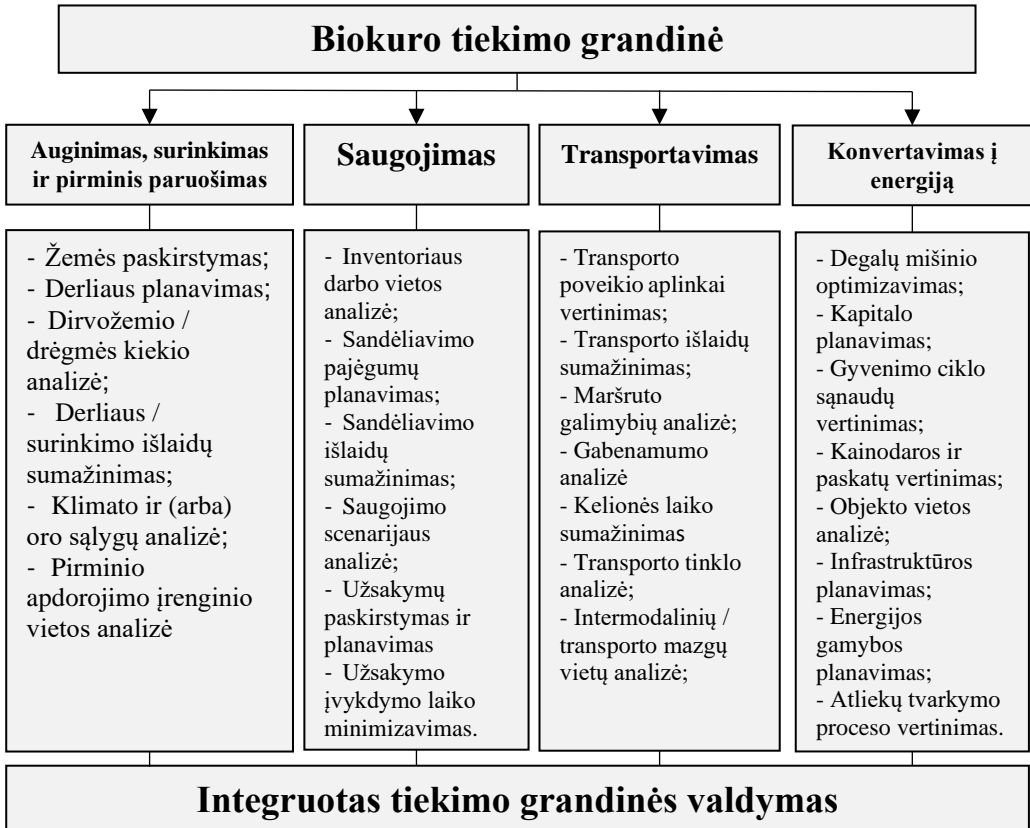 Biokuro tiekimo grandinė
Auginimas, surinkimas
ir pirminis paruošimas
Saugojimas
Transportavimas
Konvertavimas į
energiją
- Žemės paskirstymas;
- Derliaus planavimas;
- Dirvožemio /
drėgmės kiekio
analizė;
- Derliaus /
surinkimo išlaidų
sumažinimas;
- Klimato ir (arba)
oro sąlygų analizė;
- Pirminio
apdorojimo įrenginio
vietos analizė
- Inventoriaus
darbo vietos
analizė;
- Sandėliavimo
pajėgumų
planavimas;
- Sandėliavimo
išlaidų
sumažinimas;
- Saugojimo
scenarijaus
analizė;
- Užsakymų
paskirstymas ir
planavimas
- Užsakymo
įvykdymo laiko
minimizavimas.
- Transporto
poveikio aplinkai
vertinimas;
- Transporto išlaidų
sumažinimas;
- Maršruto
galimybių analizė;
- Gabenamumo
analizė
- Kelionės laiko
sumažinimas
- Transporto tinklo
analizė;
- Intermodalinių /
transporto mazgų
vietų analizė;
- Degalų mišinio
optimizavimas;
- Kapitalo
planavimas;
- Gyvenimo ciklo
sąnaudų
vertinimas;
- Kainodaros ir
paskatų vertinimas;
- Objekto vietos
analizė;
- Infrastruktūros
planavimas;
- Energijos
gamybos
planavimas;
- Atliekų tvarkymo
proceso vertinimas.
Integruotas tiekimo grandinės valdymas